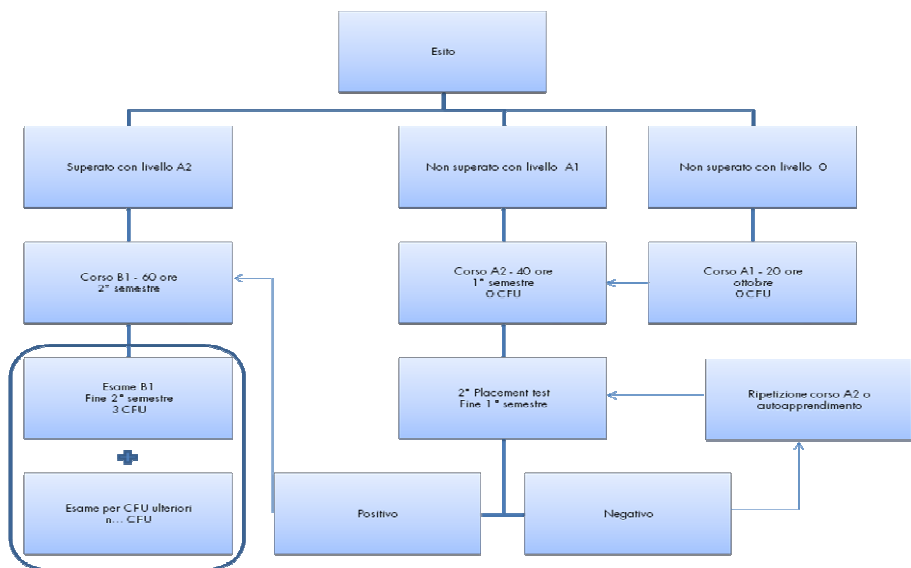 Esito
Superato con livello A2
Non superato con livello A1
Non superato con livello 0
Corso B1 - 60 ore
2° semestre
Corso A2 - 40 ore
1° semestre
0 CFU
Corso A1 - 20 ore
ottobre
0 CFU
Esame B1
Fine 2° semestre
3 CFU
2° Placement test
Fine 1° semestre
Ripetizione corso A2 o
autoapprendimento
Esame per CFU ulteriori
n... CFU
Positivo
Negativo